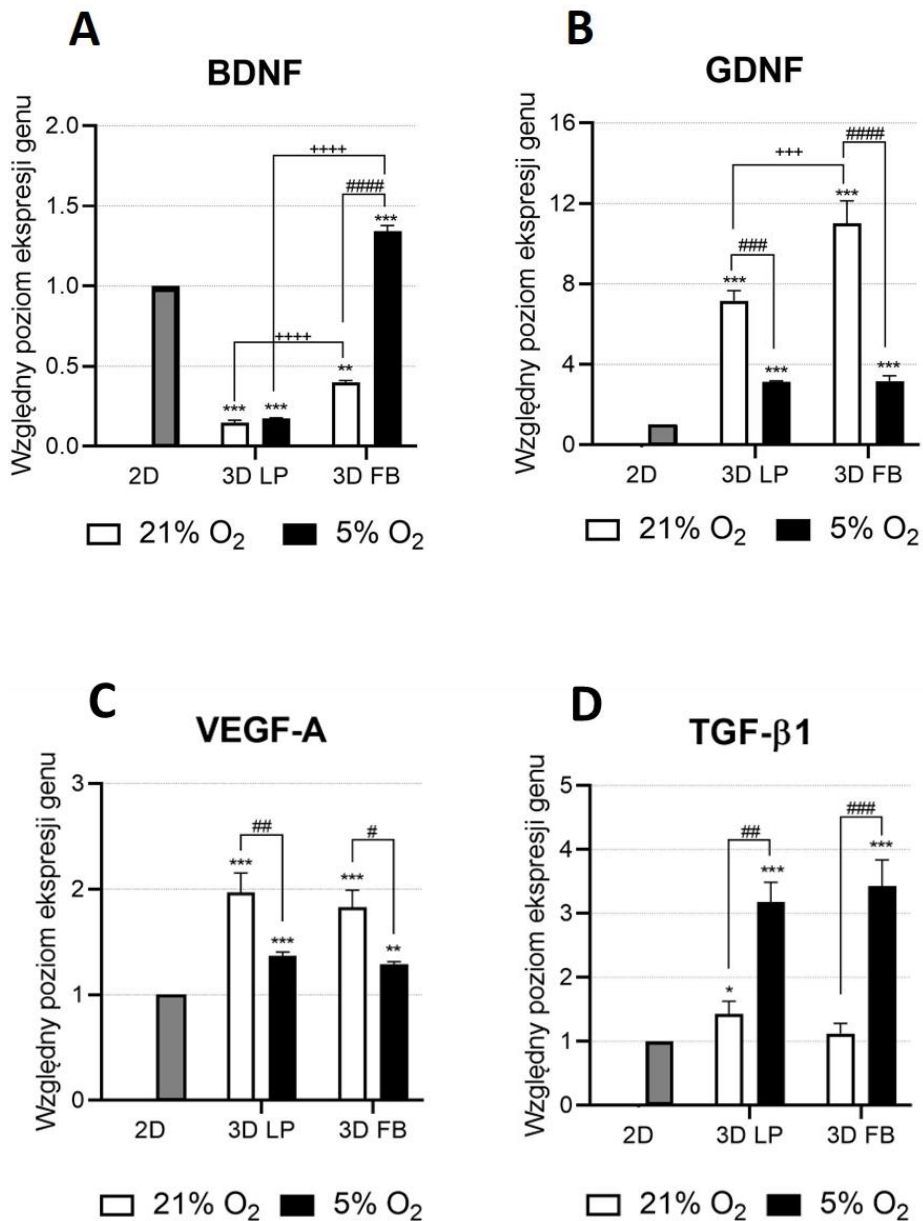 A
BDNF
Względny poziom ekspresji genu
2.0
1.5
1.0
0.5
0.0
++++
####
***
++++
**
*** ***
2D 3D LP 3D FB
21% O₂ 5% O₂
B
GDNF
Względny poziom ekspresji genu
16
12
8
4
0
####
+++
***
###
***
*** ***
2D 3D LP 3D FB
21% O₂ 5% O₂
C
VEGF-A
Względny poziom ekspresji genu
3
2
1
0
## #
*** ***
*** **
2D 3D LP 3D FB
21% O₂ 5% O₂
D
TGF-β1
Względny poziom ekspresji genu
5
4
3
2
1
0
###
##
*** ***
*
2D 3D LP 3D FB
21% O₂ 5% O₂